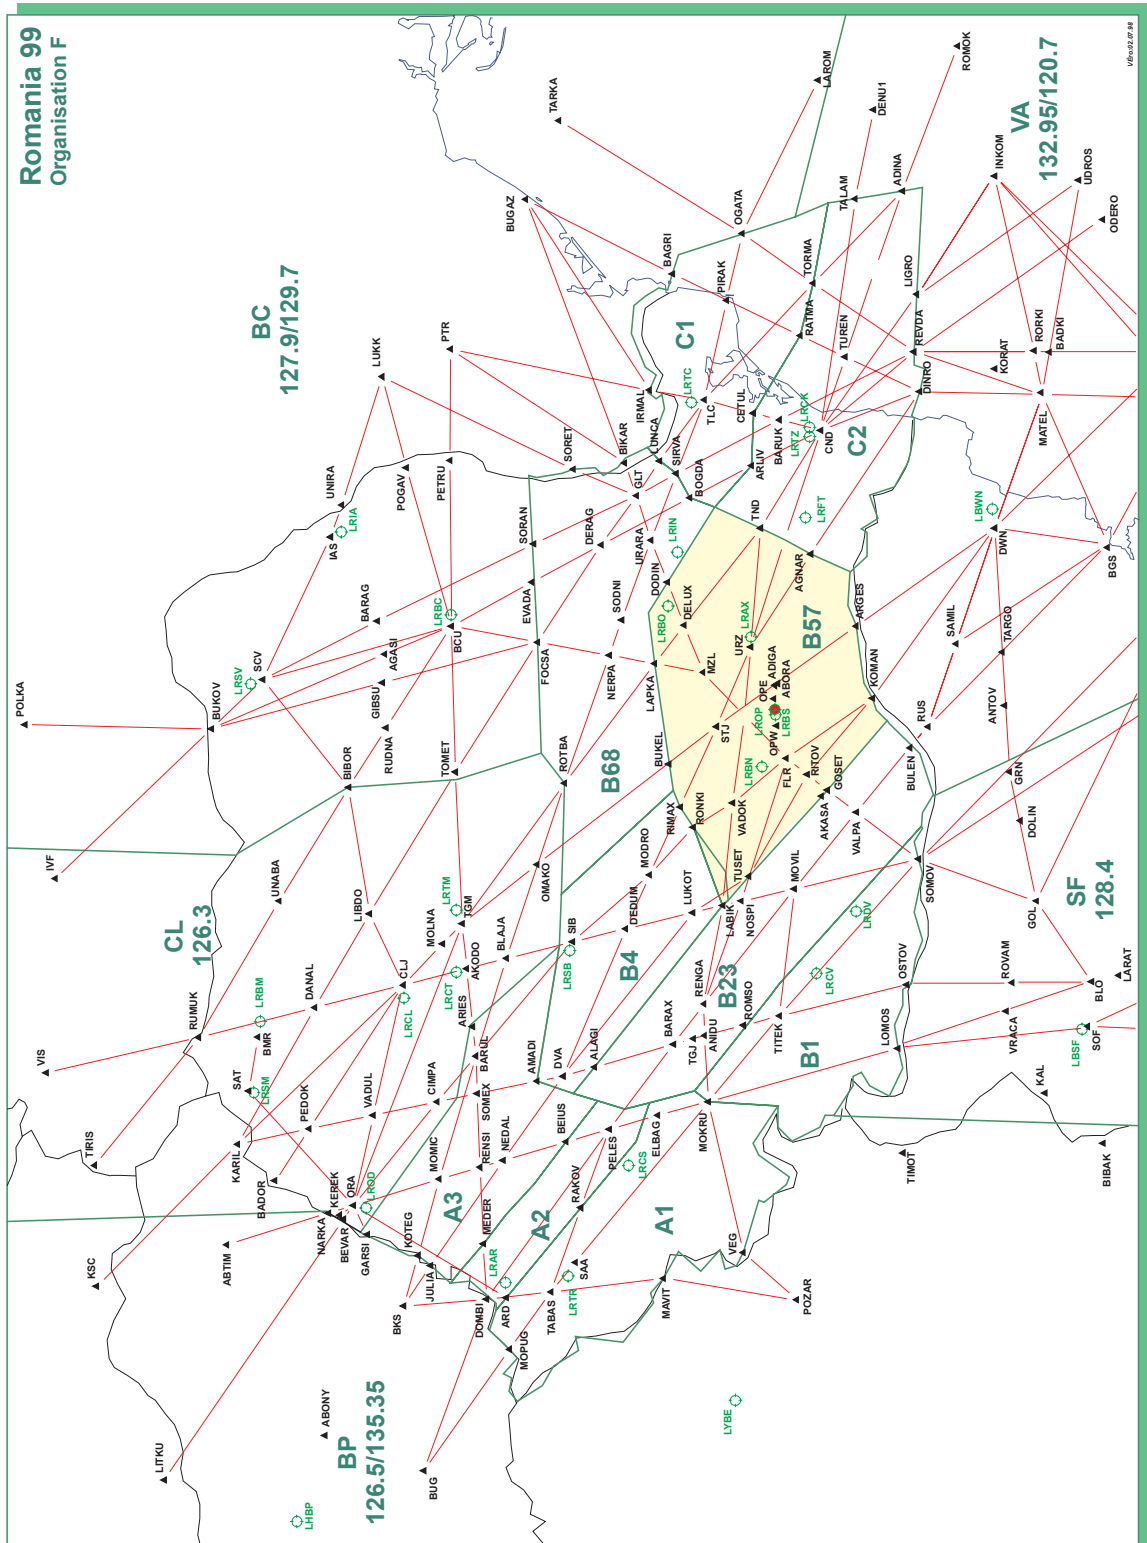 Romania 99
Organisation F
BC
127.9/129.7
CL
126.3
BP
126.5/135.35
VA
132.95/120.7
SF
128.4
A1
A2
A3
B1
B23
B4
B68
B57
C1
C2
POLKA
IVF
VIS
TIRIS
KSC
LITKU
ABTIM
ABONY
LHBP
BUG
BKS
JULIA
KOTEG
GARSI
BEVAR
NARKA
KEREK
ORA
LROD
BADOR
KARIL
SAT
LRSM
PEDOK
VADUL
CIMPA
MOMIC
RENSI
SOMEX
NEDAL
BARUL
ARIES
MEDER
LRAR
DOMBI
ARD
MOPUG
TABAS
LRTR
SAA
RAKOV
BEIUS
PELES
ELBAG
LRCS
MOKRU
MAVIT
VEG
POZAR
LYBE
RUMUK
BMR
LRBM
DANAL
UNABA
LIBDO
CLJ
LRCL
LRCT
MOLNA
LRTM
TGM
AKODO
BLAJA
OMAKO
AMADI
DVA
ALAGI
SIB
LRSB
DEDUM
MODRO
LUKOT
BARAX
TGJ
ANIDU
RENGA
ROMSO
TITEK
NOSPI
LABIK
TUSET
MOVIL
LRCV
LRDV
LOMOS
OSTOV
SOMOV
TIMOT
KAL
BIBAK
VRACA
ROVAM
LBSF
SOF
BLO
LARAT
GOL
DOLIN
GRN
ANTOV
TARGO
SAMIL
RUS
BULEN
BUKOV
LRSV
SCV
BIBOR
RUDNA
GIBSU
AGASI
BARAG
TOMET
BCU
LRBC
IAS
LRIA
UNIRA
POGAV
PETRU
LUKK
PTR
SORET
SORAN
EVADA
DERAG
FOCSA
ROTBA
NERPA
SODNI
URARA
LRIN
GLT
BIKAR
LUNCA
SIRVA
BOGDA
IRMAL
LRTC
TLC
CETUL
BARUK
ARLIV
LRCK
LRTZ
CND
LRFT
TND
AGNAR
DODIN
LRBO
DELUX
LAPKA
BUKEL
MZL
URZ
LRAX
STJ
OPE
ADIGA
ABORA
LROP
LRBS
OPW
LRBN
FLR
RITOV
GOSET
AKASA
VALPA
VADOK
RONKI
RIMAX
KOMAN
ARGES
BUGAZ
TARKA
LAROM
DENU1
ROMOK
BAGRI
PIRAK
OGATA
TORMA
RATMA
TUREN
TALAM
ADINA
LIGRO
REVDA
DINRO
KORAT
RORKI
BADKI
MATEL
INKOM
UDROS
ODERO
LBWN
DWN
BGS